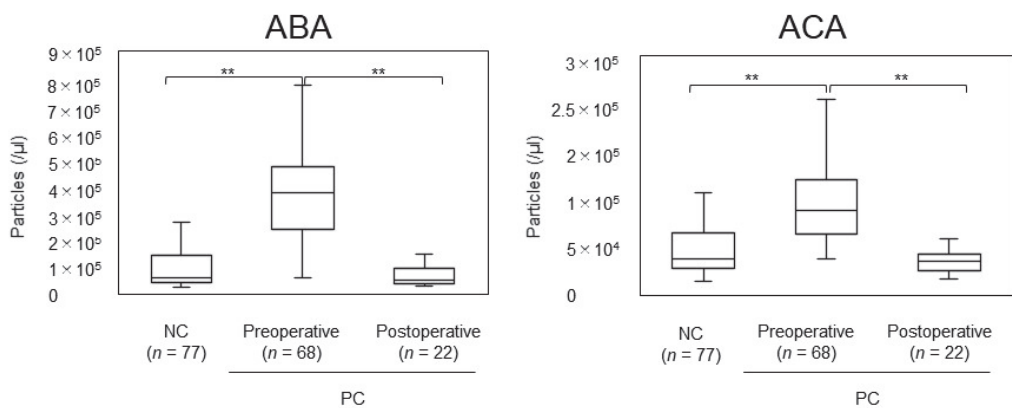 ABA
9 × 10⁵
8 × 10⁵
7 × 10⁵
6 × 10⁵
5 × 10⁵
4 × 10⁵
3 × 10⁵
2 × 10⁵
1 × 10⁵
0
Particles (/µl)
** **
NC Preoperative Postoperative
(n = 77) (n = 68) (n = 22)
PC
ACA
3 × 10⁵
2.5 × 10⁵
2 × 10⁵
1 × 10⁵
5 × 10⁴
0
Particles (/µl)
** **
NC Preoperative Postoperative
(n = 77) (n = 68) (n = 22)
PC